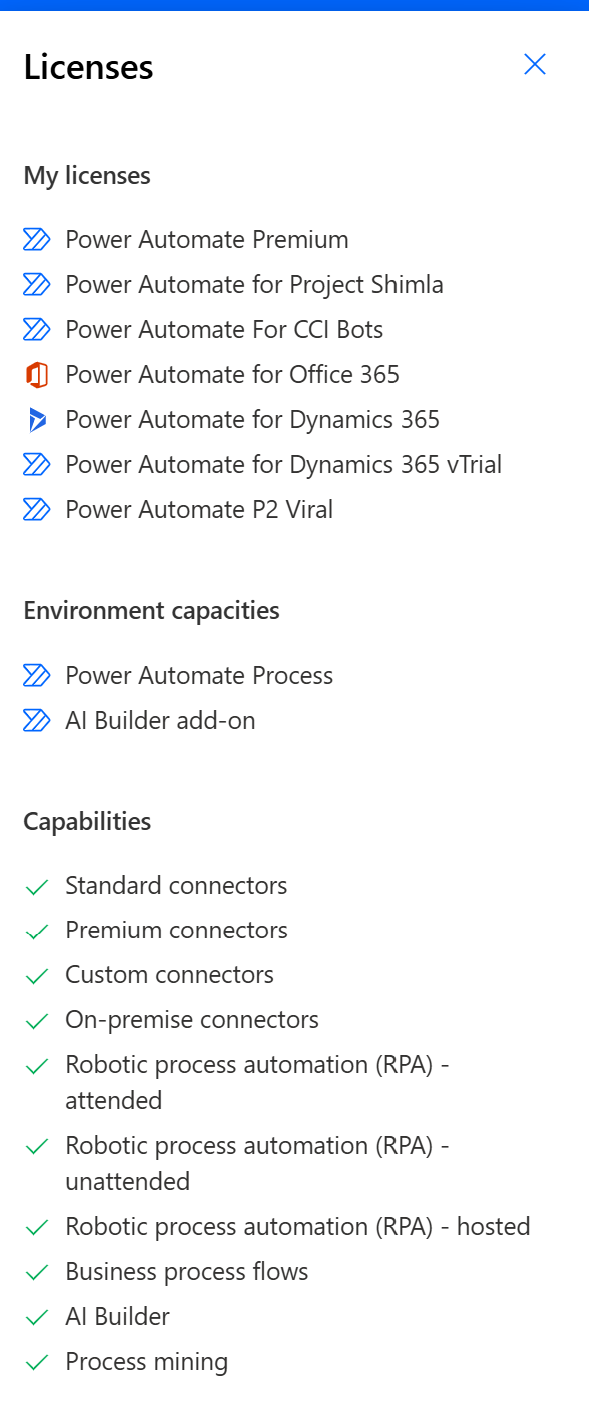 Licenses
My licenses
Power Automate Premium
Power Automate for Project Shimla
Power Automate For CCI Bots
Power Automate for Office 365
Power Automate for Dynamics 365
Power Automate for Dynamics 365 vTrial
Power Automate P2 Viral
Environment capacities
Power Automate Process
AI Builder add-on
Capabilities
Standard connectors
Premium connectors
Custom connectors
On-premise connectors
Robotic process automation (RPA) -
attended
Robotic process automation (RPA) -
unattended
Robotic process automation (RPA) - hosted
Business process flows
AI Builder
Process mining